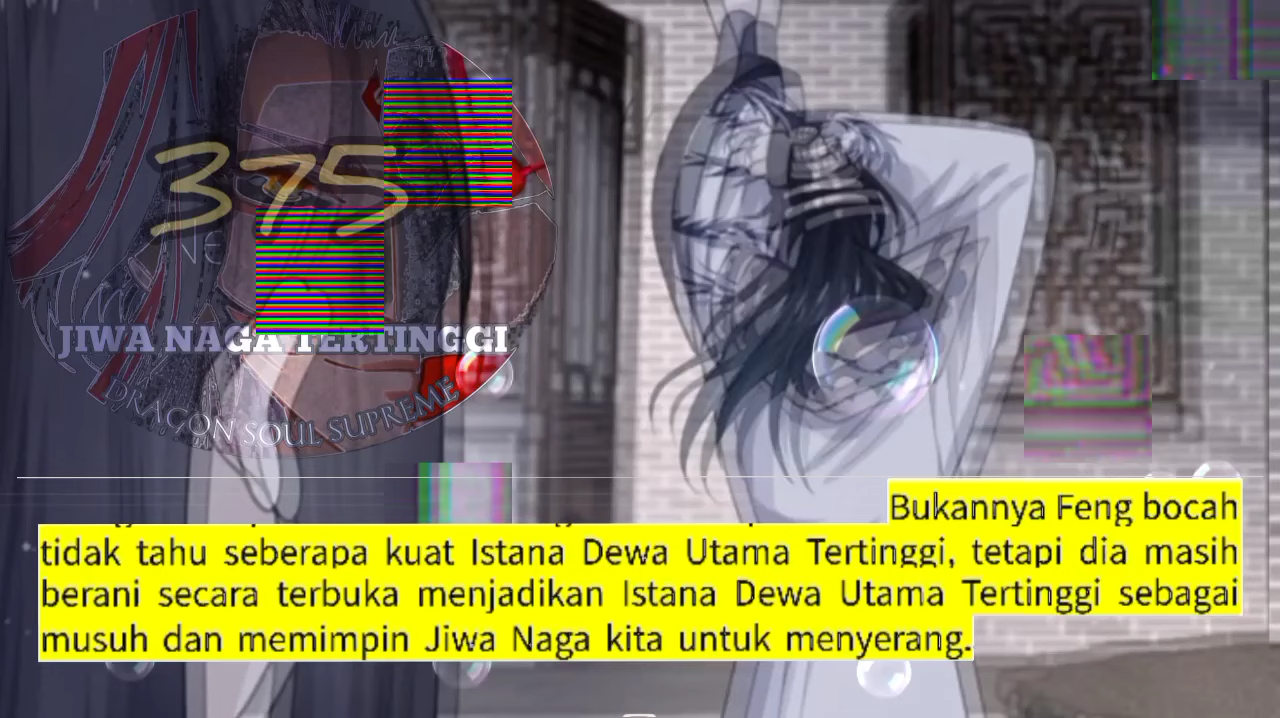 375
JIWA NAGA TERTINGGI
DRAGON SOUL SUPREME
Bukannya Feng bocah
tidak tahu seberapa kuat Istana Dewa Utama Tertinggi, tetapi dia masih
berani secara terbuka menjadikan Istana Dewa Utama Tertinggi sebagai
musuh dan memimpin Jiwa Naga kita untuk menyerang.